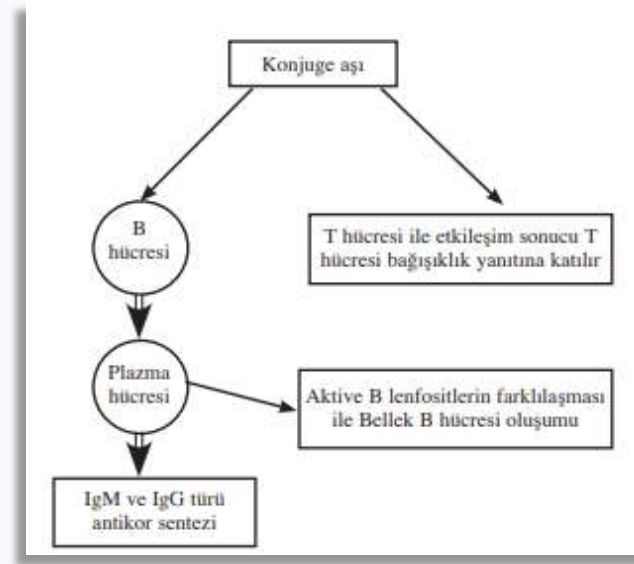 Konjuge aşı
B
hücresi
T hücresi ile etkileşim sonucu T
hücresi bağışıklık yanıtına katılır
Plazma
hücresi
Aktive B lenfositlerin farklılaşması
ile Bellek B hücresi oluşumu
IgM ve IgG türü
antikor sentezi